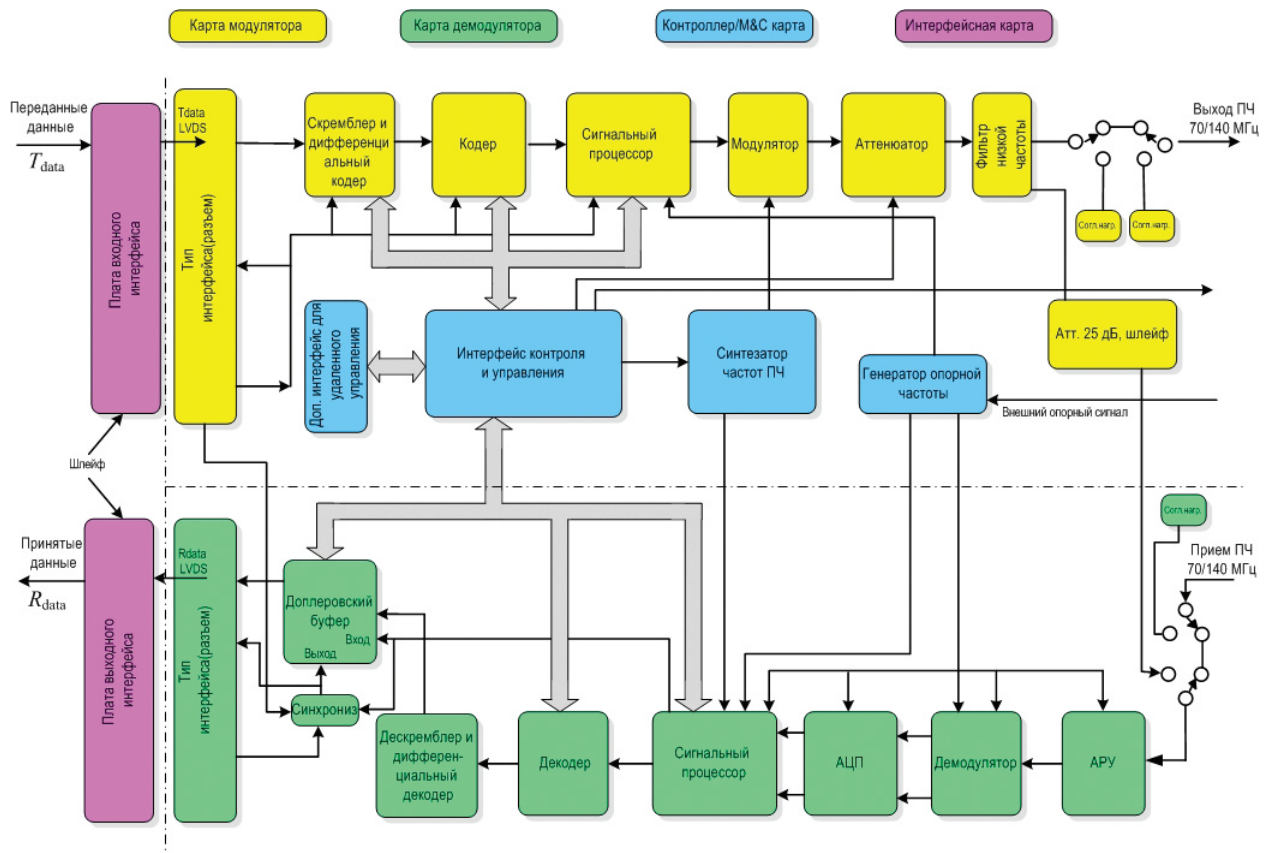 Карта модулятора
Карта демодулятора
Контроллер/M&C карта
Интерфейсная карта
Переданные
данные
Tdata
Плата входного
интерфейса
Tdata
LVDS
Тип
интерфейса(разъем)
Скремблер и
дифференци
альный
кодер
Кодер
Сигнальный
процессор
Модулятор
Аттенюатор
Фильтр
низкой
частоты
Выход ПЧ
70/140 МГц
Согл.нагр.
Согл.нагр.
Доп. интерфейс для
удаленного
управления
Интерфейс контроля
и управления
Синтезатор
частот ПЧ
Генератор опорной
частоты
Атт. 25 дБ, шлейф
Внешний опорный сигнал
Шлейф
Принятые
данные
Rdata
Плата выходного
интерфейса
Rdata
LVDS
Тип
интерфейса(разъем)
Доплеровский
буфер
Вход
Выход
Синхрониз
Дескремблер и
дифферен-
циальный
декодер
Декодер
Сигнальный
процессор
АЦП
Демодулятор
АРУ
Согл.нагр.
Прием ПЧ
70/140 МГц